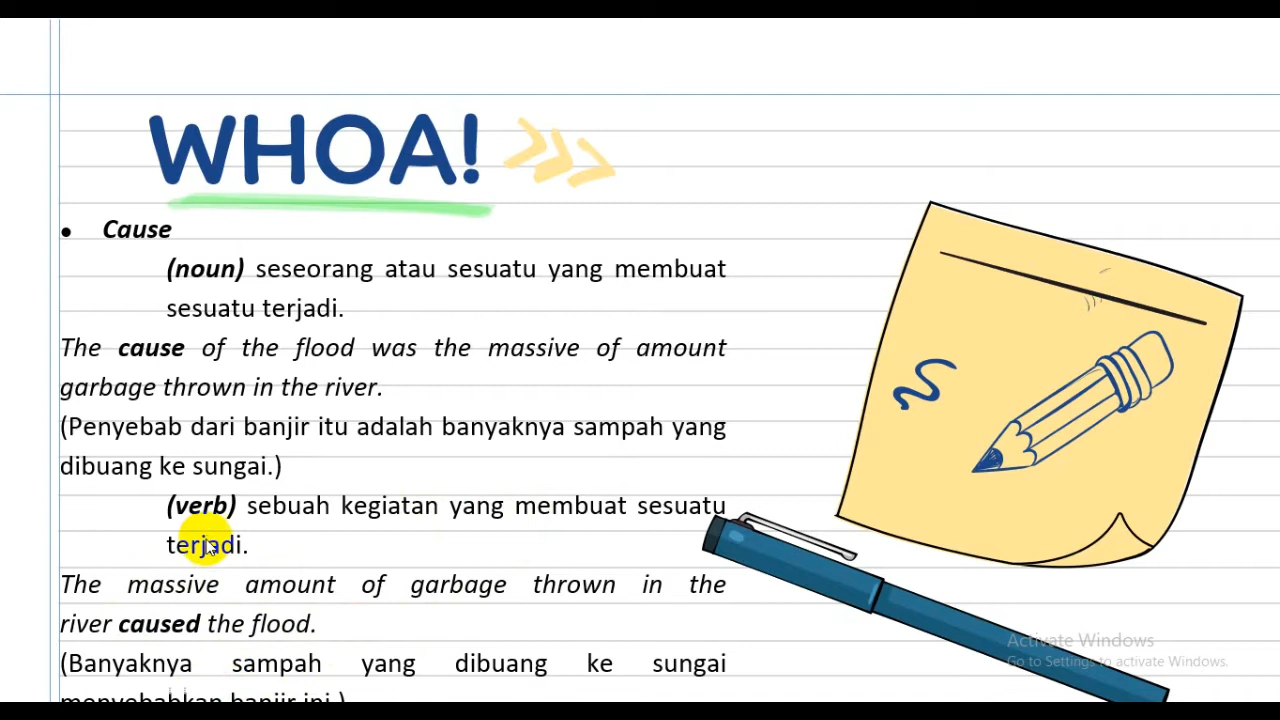 WHOA!
• Cause
(noun) seseorang atau sesuatu yang membuat
sesuatu terjadi.
The cause of the flood was the massive of amount
garbage thrown in the river.
(Penyebab dari banjir itu adalah banyaknya sampah yang
dibuang ke sungai.)
(verb) sebuah kegiatan yang membuat sesuatu
terjadi.
The massive amount of garbage thrown in the
river caused the flood.
(Banyaknya sampah yang dibuang ke sungai
menyebabkan banjir ini.)
Activate Windows
Go to Settings to activate Windows.